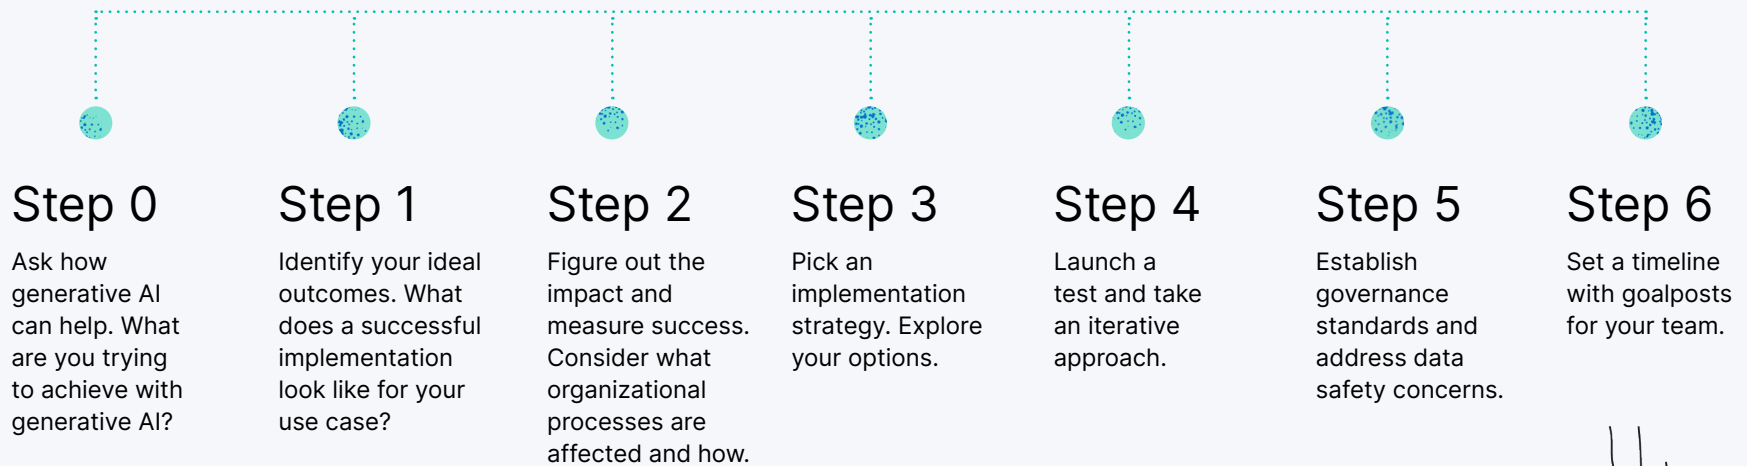 Step 0
Ask how
generative AI
can help. What
are you trying
to achieve with
generative AI?
Step 1
Identify your ideal
outcomes. What
does a successful
implementation
look like for your
use case?
Step 2
Figure out the
impact and
measure success.
Consider what
organizational
processes are
affected and how.
Step 3
Pick an
implementation
strategy. Explore
your options.
Step 4
Launch a
test and take
an iterative
approach.
Step 5
Establish
governance
standards and
address data
safety concerns.
Step 6
Set a timeline
with goalposts
for your team.